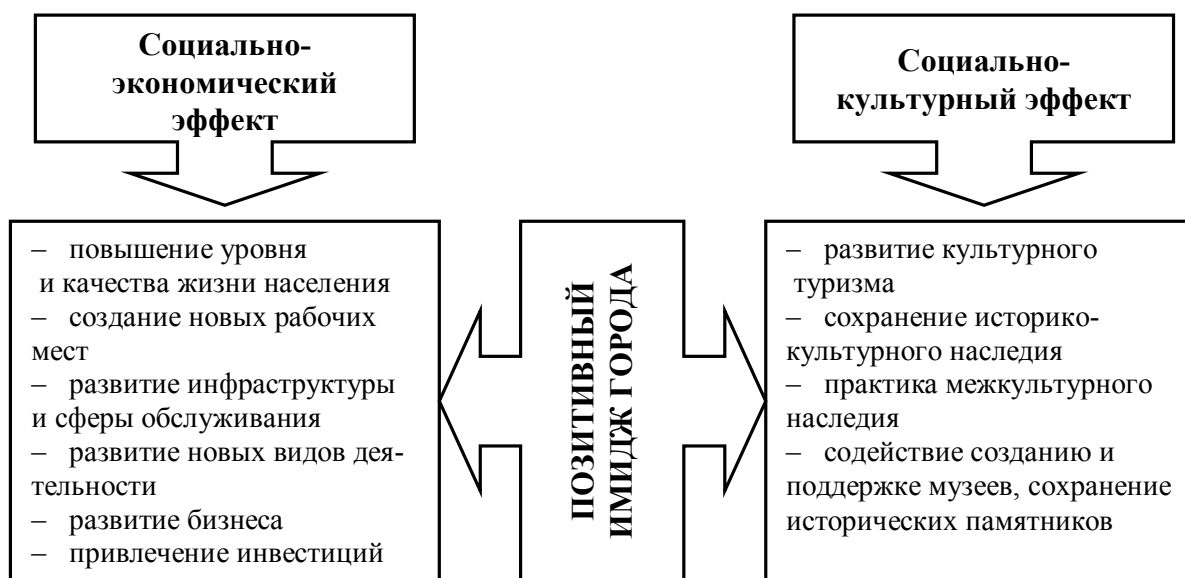 Социально-
экономический
эффект
Социально-
культурный эффект
– повышение уровня
и качества жизни населения
– создание новых рабочих
мест
– развитие инфраструктуры
и сферы обслуживания
– развитие новых видов дея-
тельности
– развитие бизнеса
– привлечение инвестиций
ПОЗИТИВНЫЙ
ИМИДЖ ГОРОДА
– развитие культурного
туризма
– сохранение историко-
культурного наследия
– практика межкультурного
наследия
– содействие созданию и
поддержке музеев, сохранение
исторических памятников